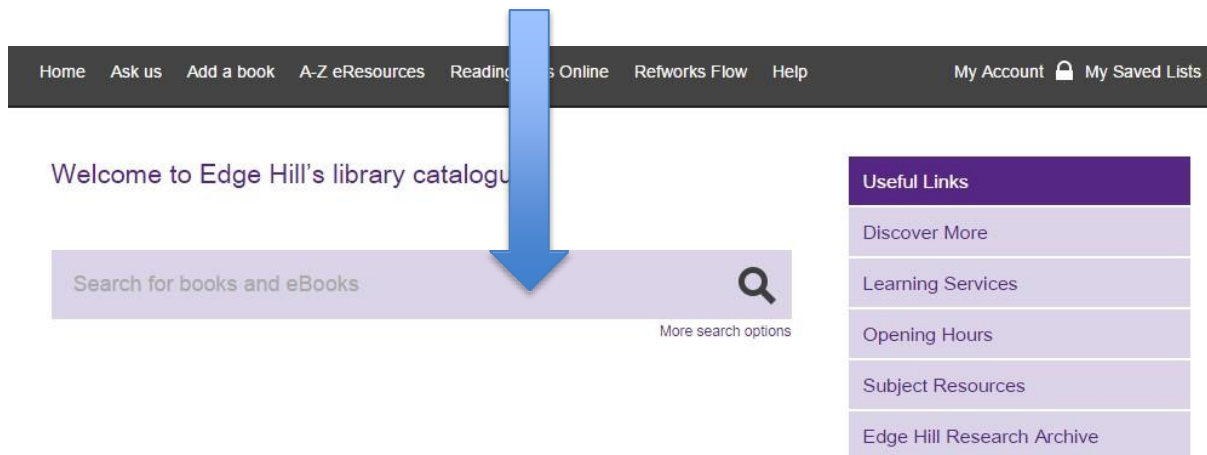 Home Ask us Add a book A-Z eResources Reading Online Refworks Flow Help My Account My Saved Lists
Welcome to Edge Hill's library
Useful Links
Discover More
Search for books and eBooks
Learning Services
More search options
Opening Hours
Subject Resources
Edge Hill Research Archive